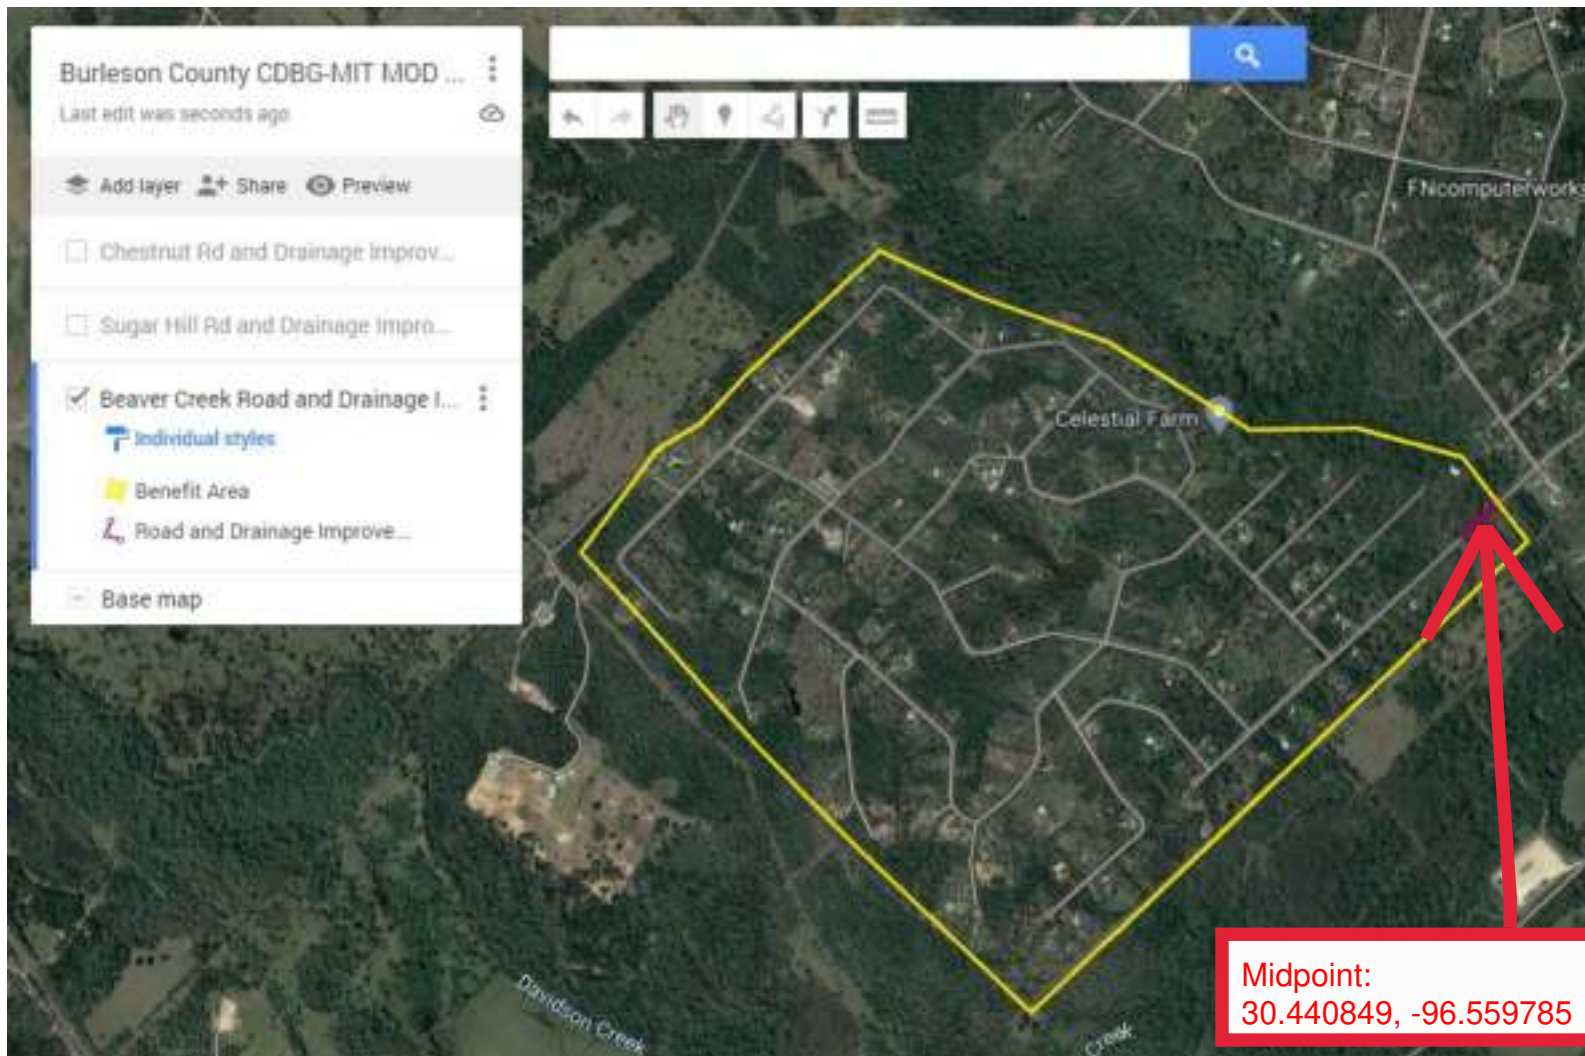 Burleson County CDBG-MIT MOD ...
Last edit was seconds ago
Add layer Share Preview
Chestnut Rd and Drainage Improv...
Sugar Hill Rd and Drainage Impro...
Beaver Creek Road and Drainage I...
Individual styles
Benefit Area
Road and Drainage Improve...
Base map
FNcomputerworks
Celestial Farm
Davidson Creek
Creek
Midpoint:
30.440849, -96.559785